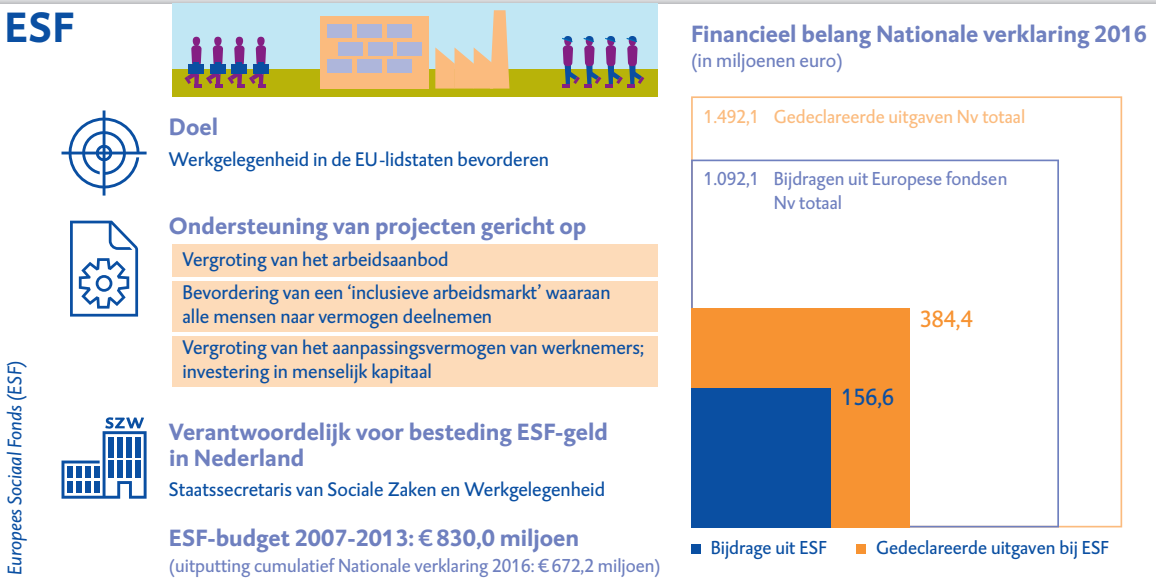 ESF
Doel
Werkgelegenheid in de EU-lidstaten bevorderen
Ondersteuning van projecten gericht op
Vergroting van het arbeidsaanbod
Bevordering van een ‘inclusieve arbeidsmarkt’ waaraan
alle mensen naar vermogen deelnemen
Vergroting van het aanpassingsvermogen van werknemers;
investering in menselijk kapitaal
SZW
Verantwoordelijk voor besteding ESF-geld
in Nederland
Staatssecretaris van Sociale Zaken en Werkgelegenheid
ESF-budget 2007-2013: € 830,0 miljoen
(uitputting cumulatief Nationale verklaring 2016: € 672,2 miljoen)
Europees Sociaal Fonds (ESF)
Financieel belang Nationale verklaring 2016
(in miljoenen euro)
1.492,1 Gedeclareerde uitgaven Nv totaal
1.092,1 Bijdragen uit Europese fondsen
Nv totaal
384,4
156,6
Bijdrage uit ESF
Gedeclareerde uitgaven bij ESF